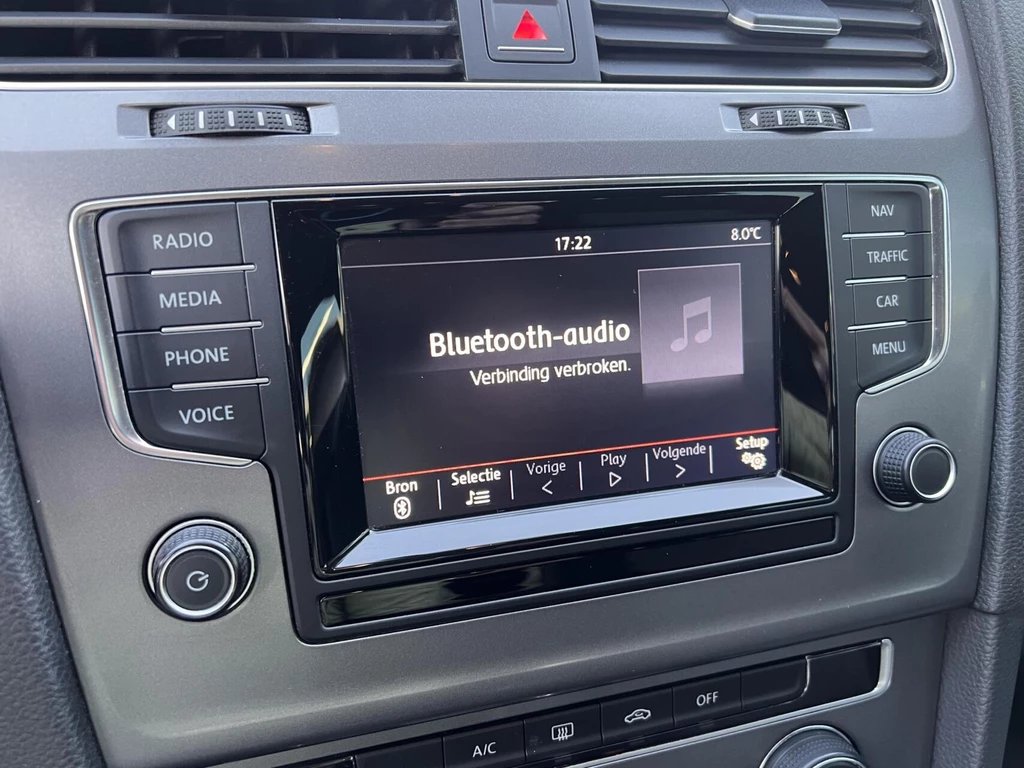 RADIO
MEDIA
PHONE
VOICE
17:22
8.0°C
Bluetooth-audio
Verbinding verbroken.
Bron
Selectie
Vorige
Play
Volgende
Setup
NAV
TRAFFIC
CAR
MENU
A/C
OFF